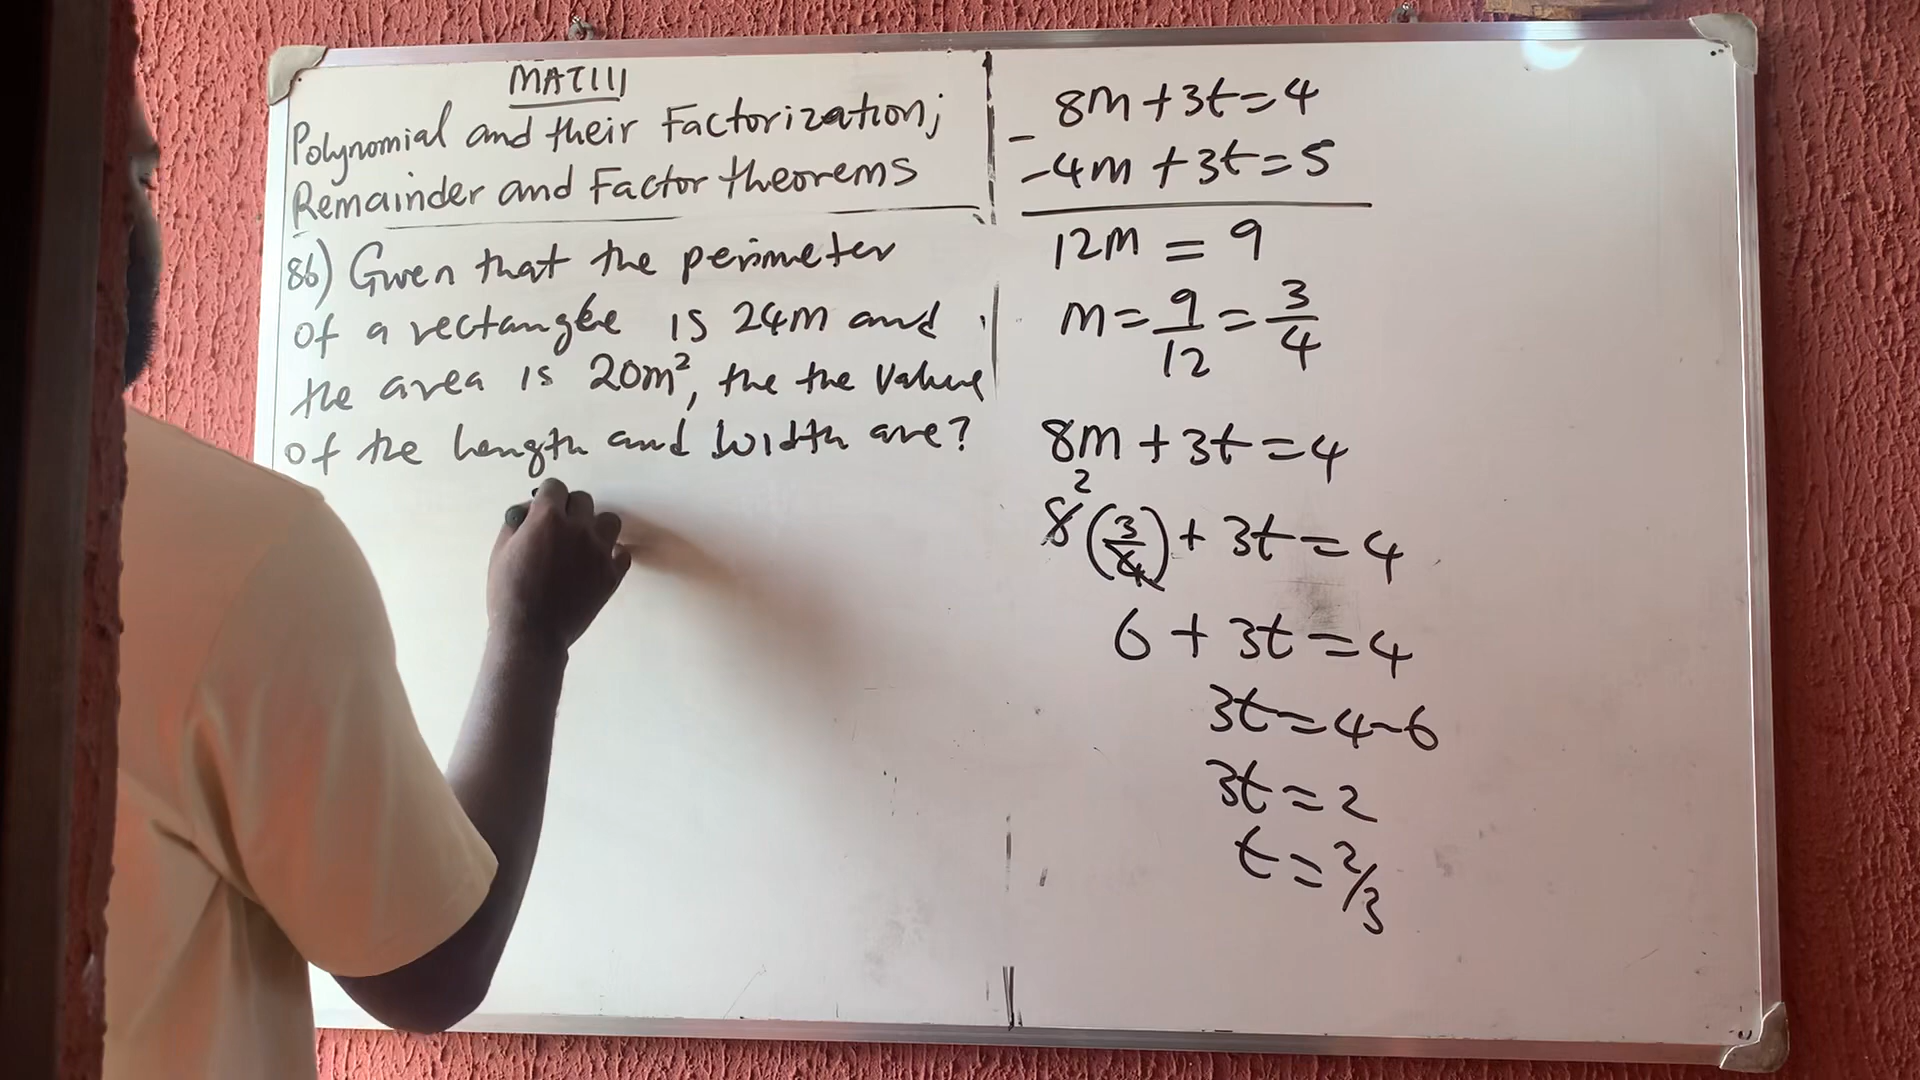 MAT111
Polynomial and their Factorization;
Remainder and Factor theorems
86) Given that the perimeter
of a rectangle is 24m and
the area is 20m², the the value
of the length and width are?
8m + 3t = 4
- -4m + 3t = 5
12m = 9
m = 9/12 = 3/4
8m + 3t = 4
2
8(3/4) + 3t = 4
6 + 3t = 4
3t = 4-6
3t = 2
t = 2/3